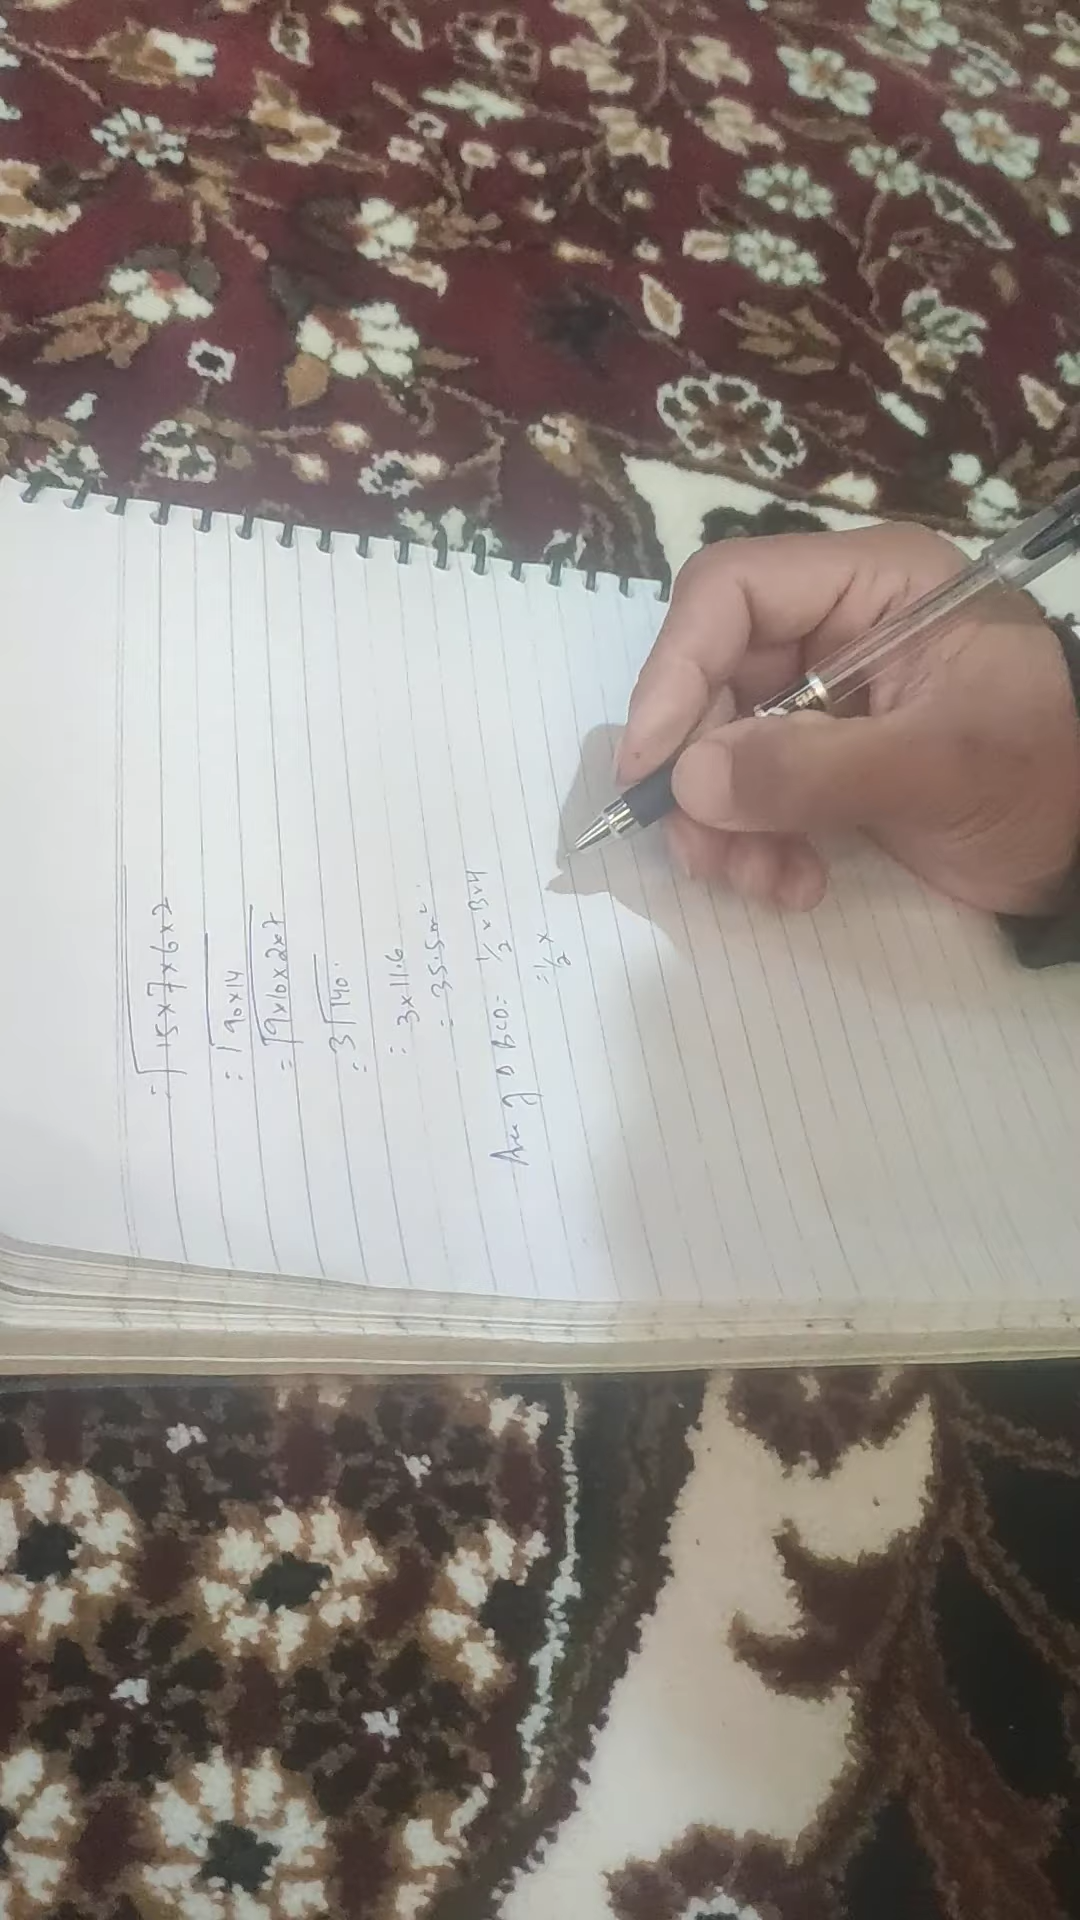 = √15×7×6×2
= √90×14
= √9×10×2×7
= 3√140.
= 3×11.6
= 35.5m².
Area of Δ BCD = 1/2 × B×H
= 1/2 ×